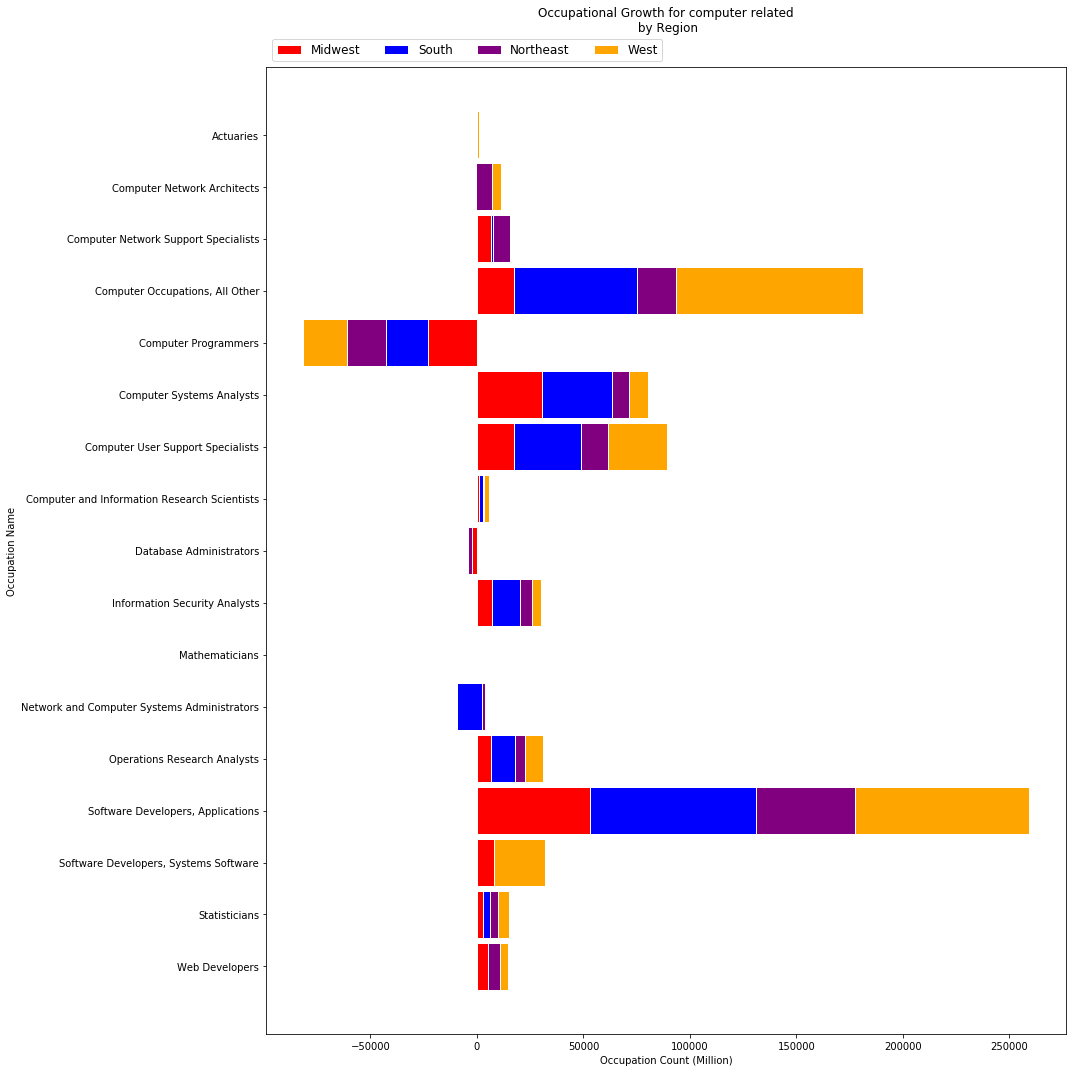 Occupational Growth for computer related
by Region
Midwest South Northeast West
Actuaries
Computer Network Architects
Computer Network Support Specialists
Computer Occupations, All Other
Computer Programmers
Computer Systems Analysts
Computer User Support Specialists
Computer and Information Research Scientists
Database Administrators
Information Security Analysts
Mathematicians
Network and Computer Systems Administrators
Operations Research Analysts
Software Developers, Applications
Software Developers, Systems Software
Statisticians
Web Developers
Occupation Name
−50000 0 50000 100000 150000 200000 250000
Occupation Count (Million)